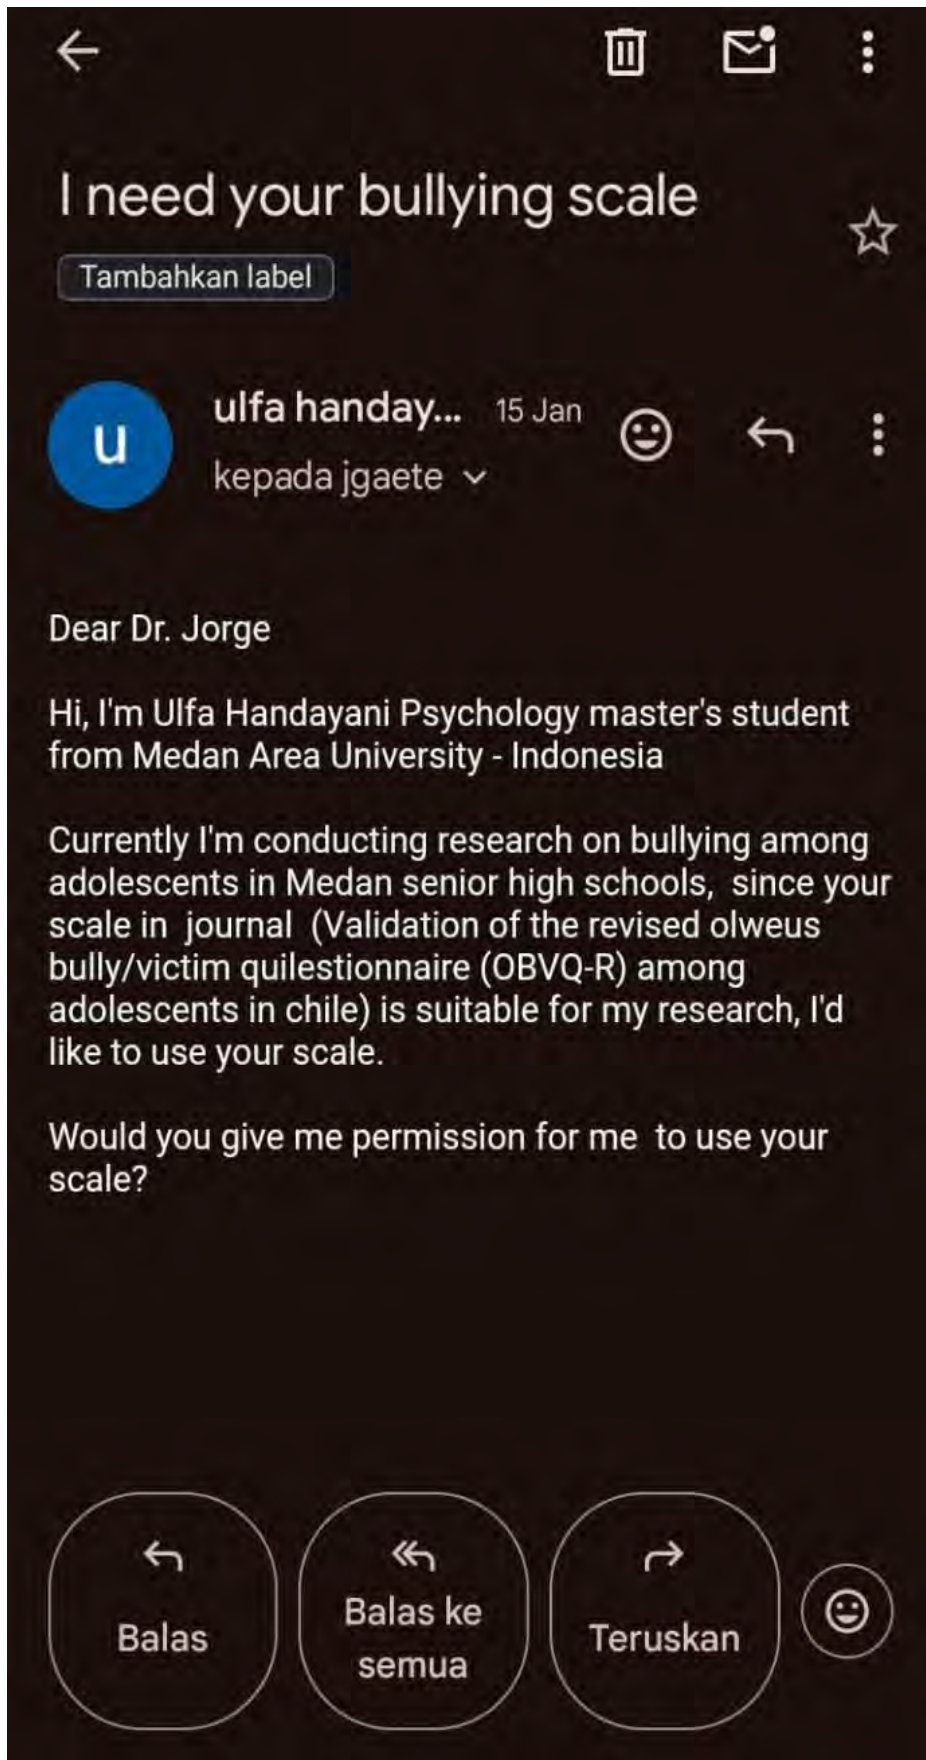 I need your bullying scale
Tambahkan label
u
ulfa handay... 15 Jan
kepada jgaete
Dear Dr. Jorge
Hi, I'm Ulfa Handayani Psychology master's student
from Medan Area University - Indonesia
Currently I'm conducting research on bullying among
adolescents in Medan senior high schools,  since your
scale in  journal  (Validation of the revised olweus
bully/victim quilestionnaire (OBVQ-R) among
adolescents in chile) is suitable for my research, I'd
like to use your scale.
Would you give me permission for me  to use your
scale?
Balas
Balas ke
semua
Teruskan